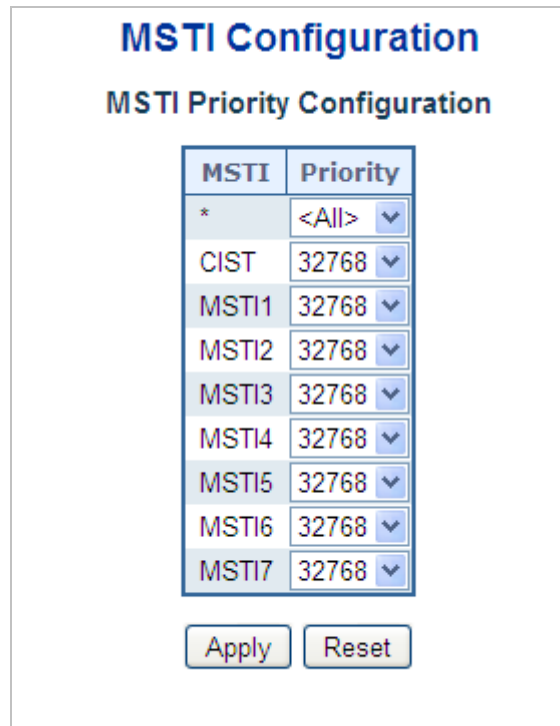 MSTI Configuration
MSTI Priority Configuration
MSTI Priority
* <All>
CIST 32768
MSTI1 32768
MSTI2 32768
MSTI3 32768
MSTI4 32768
MSTI5 32768
MSTI6 32768
MSTI7 32768
Apply Reset